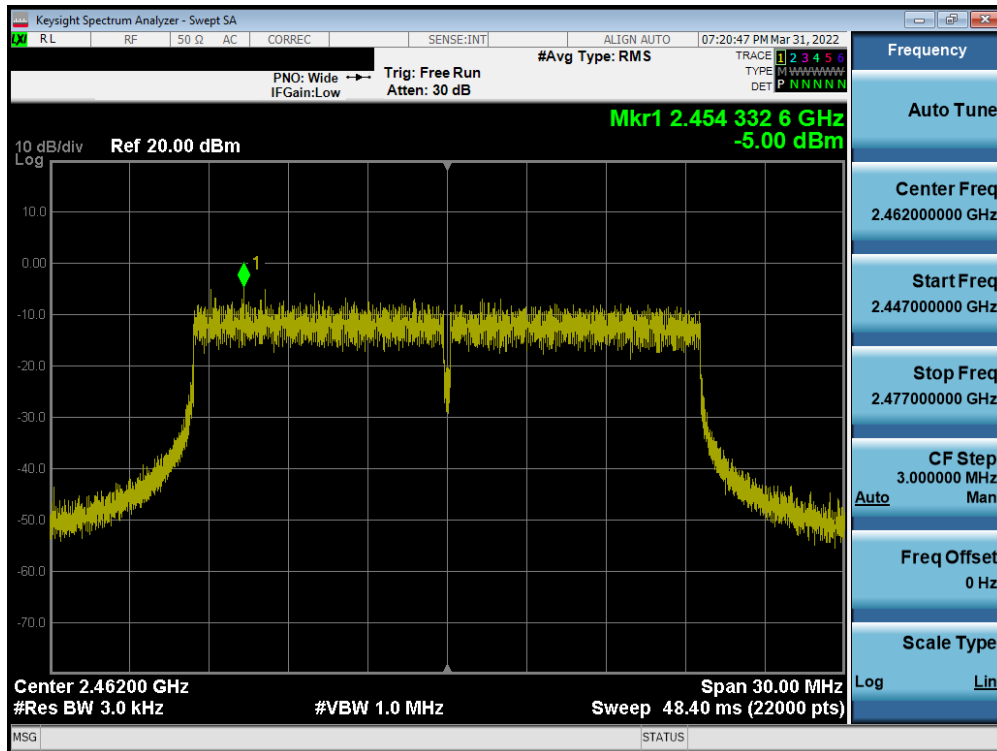 Keysight Spectrum Analyzer - Swept SA
LXI RL RF 50 Ω AC CORREC SENSE:INT ALIGN AUTO 07:20:47 PM Mar 31, 2022
#Avg Type: RMS TRACE 1 2 3 4 5 6
PNO: Wide Trig: Free Run TYPE M WWWWW
IFGain:Low Atten: 30 dB DET P N N N N N
Mkr1 2.454 332 6 GHz
-5.00 dBm
10 dB/div Ref 20.00 dBm
Log
10.0
0.00
1
-10.0
-20.0
-30.0
-40.0
-50.0
-60.0
-70.0
Center 2.46200 GHz Span 30.00 MHz
#Res BW 3.0 kHz #VBW 1.0 MHz Sweep 48.40 ms (22000 pts)
MSG STATUS
Frequency
Auto Tune
Center Freq
2.462000000 GHz
Start Freq
2.447000000 GHz
Stop Freq
2.477000000 GHz
CF Step
3.000000 MHz
Auto Man
Freq Offset
0 Hz
Scale Type
Log Lin